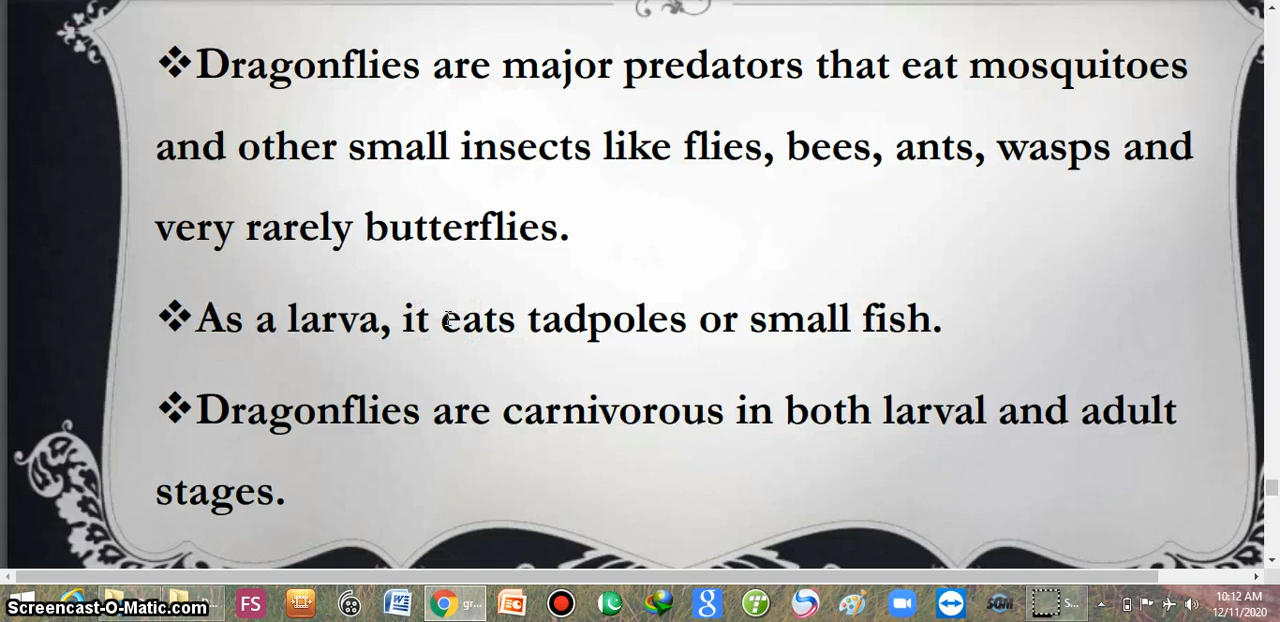 ❖Dragonflies are major predators that eat mosquitoes
and other small insects like flies, bees, ants, wasps and
very rarely butterflies.
❖As a larva, it eats tadpoles or small fish.
❖Dragonflies are carnivorous in both larval and adult
stages.
FS
gr...
S...
SOM
10:12 AM
Screencast-O-Matic.com
12/11/2020